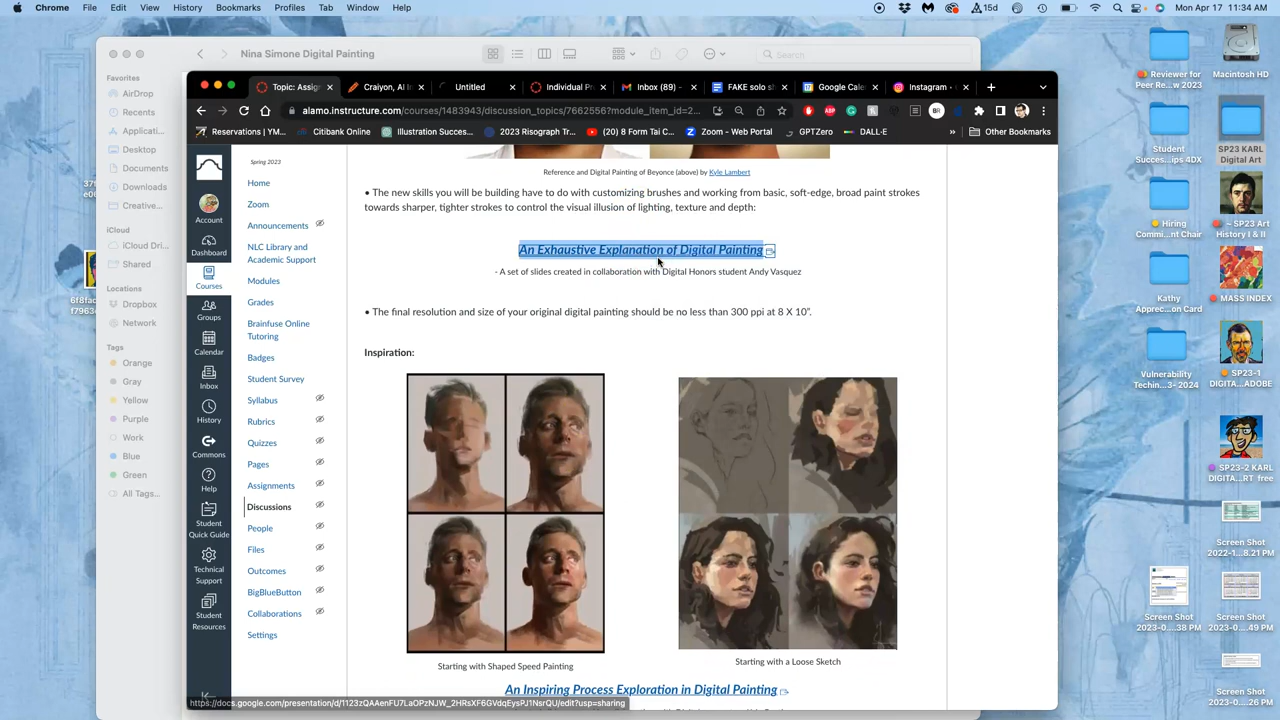 Chrome File Edit View History Bookmarks Profiles Tab Window Help
15d
Mon Apr 17 11:34 AM
Nina Simone Digital Painting
Search
Favorites
AirDrop
Recents
Applicati...
Desktop
Documents
Downloads
Creative...
iCloud
iCloud Dri...
Shared
Locations
Dropbox
Network
Tags
Orange
Gray
Yellow
Purple
Work
Blue
Green
All Tags...
Topic: Assig
Craiyon, AI I
Untitled
Individual Pr
Inbox (89) -
FAKE solo s
Google Cale
Instagram -
alamo.instructure.com/courses/1483943/discussion_topics/7662556?module_item_id=2...
Reservations (YM...
Citibank Online
Illustration Succes...
2023 Risograph Tr...
(20) 8 Form Tai C...
Zoom - Web Portal
GPTZero
DALL·E
»
Other Bookmarks
Account
Dashboard
Courses
Groups
Calendar
Inbox
History
Commons
Help
Student
Quick Guide
Technical
Support
Student
Resources
Spring 2023
Home
Zoom
Announcements
NLC Library and
Academic Support
Modules
Grades
Brainfuse Online
Tutoring
Badges
Student Survey
Syllabus
Rubrics
Quizzes
Pages
Assignments
Discussions
People
Files
Outcomes
BigBlueButton
Collaborations
Settings
Reference and Digital Painting of Beyonce (above) by Kyle Lambert
• The new skills you will be building have to do with customizing brushes and working from basic, soft-edge, broad paint strokes
towards sharper, tighter strokes to control the visual illusion of lighting, texture and depth:
An Exhaustive Explanation of Digital Painting
- A set of slides created in collaboration with Digital Honors student Andy Vasquez
• The final resolution and size of your original digital painting should be no less than 300 ppi at 8 X 10".
Inspiration:
Starting with Shaped Speed Painting
Starting with a Loose Sketch
An Inspiring Process Exploration in Digital Painting
https://docs.google.com/presentation/d/1123zQAAenFU7LaOPzNJW_2HRsXF6GVdqEysPJ1NsrQU/edit?usp=sharing
Reviewer for
Peer Re...w 2023
Macintosh HD
Student
Succes...ips 4DX
SP23 KARL
Digital Art
Hiring
Commi...nt Chair
~ SP23 Art
History I & II
Kathy
Apprec...on Card
MASS INDEX
Vulnerability
Techin...3- 2024
SP23-1
DIGITA...ADOBE
SP23-2 KARL
DIGITA...RT free
Screen Shot
2022-1...8.21 PM
Screen Shot
2023-0....38 PM
Screen Shot
2023-0....49 PM
Screen Shot
2023-0....26 PM